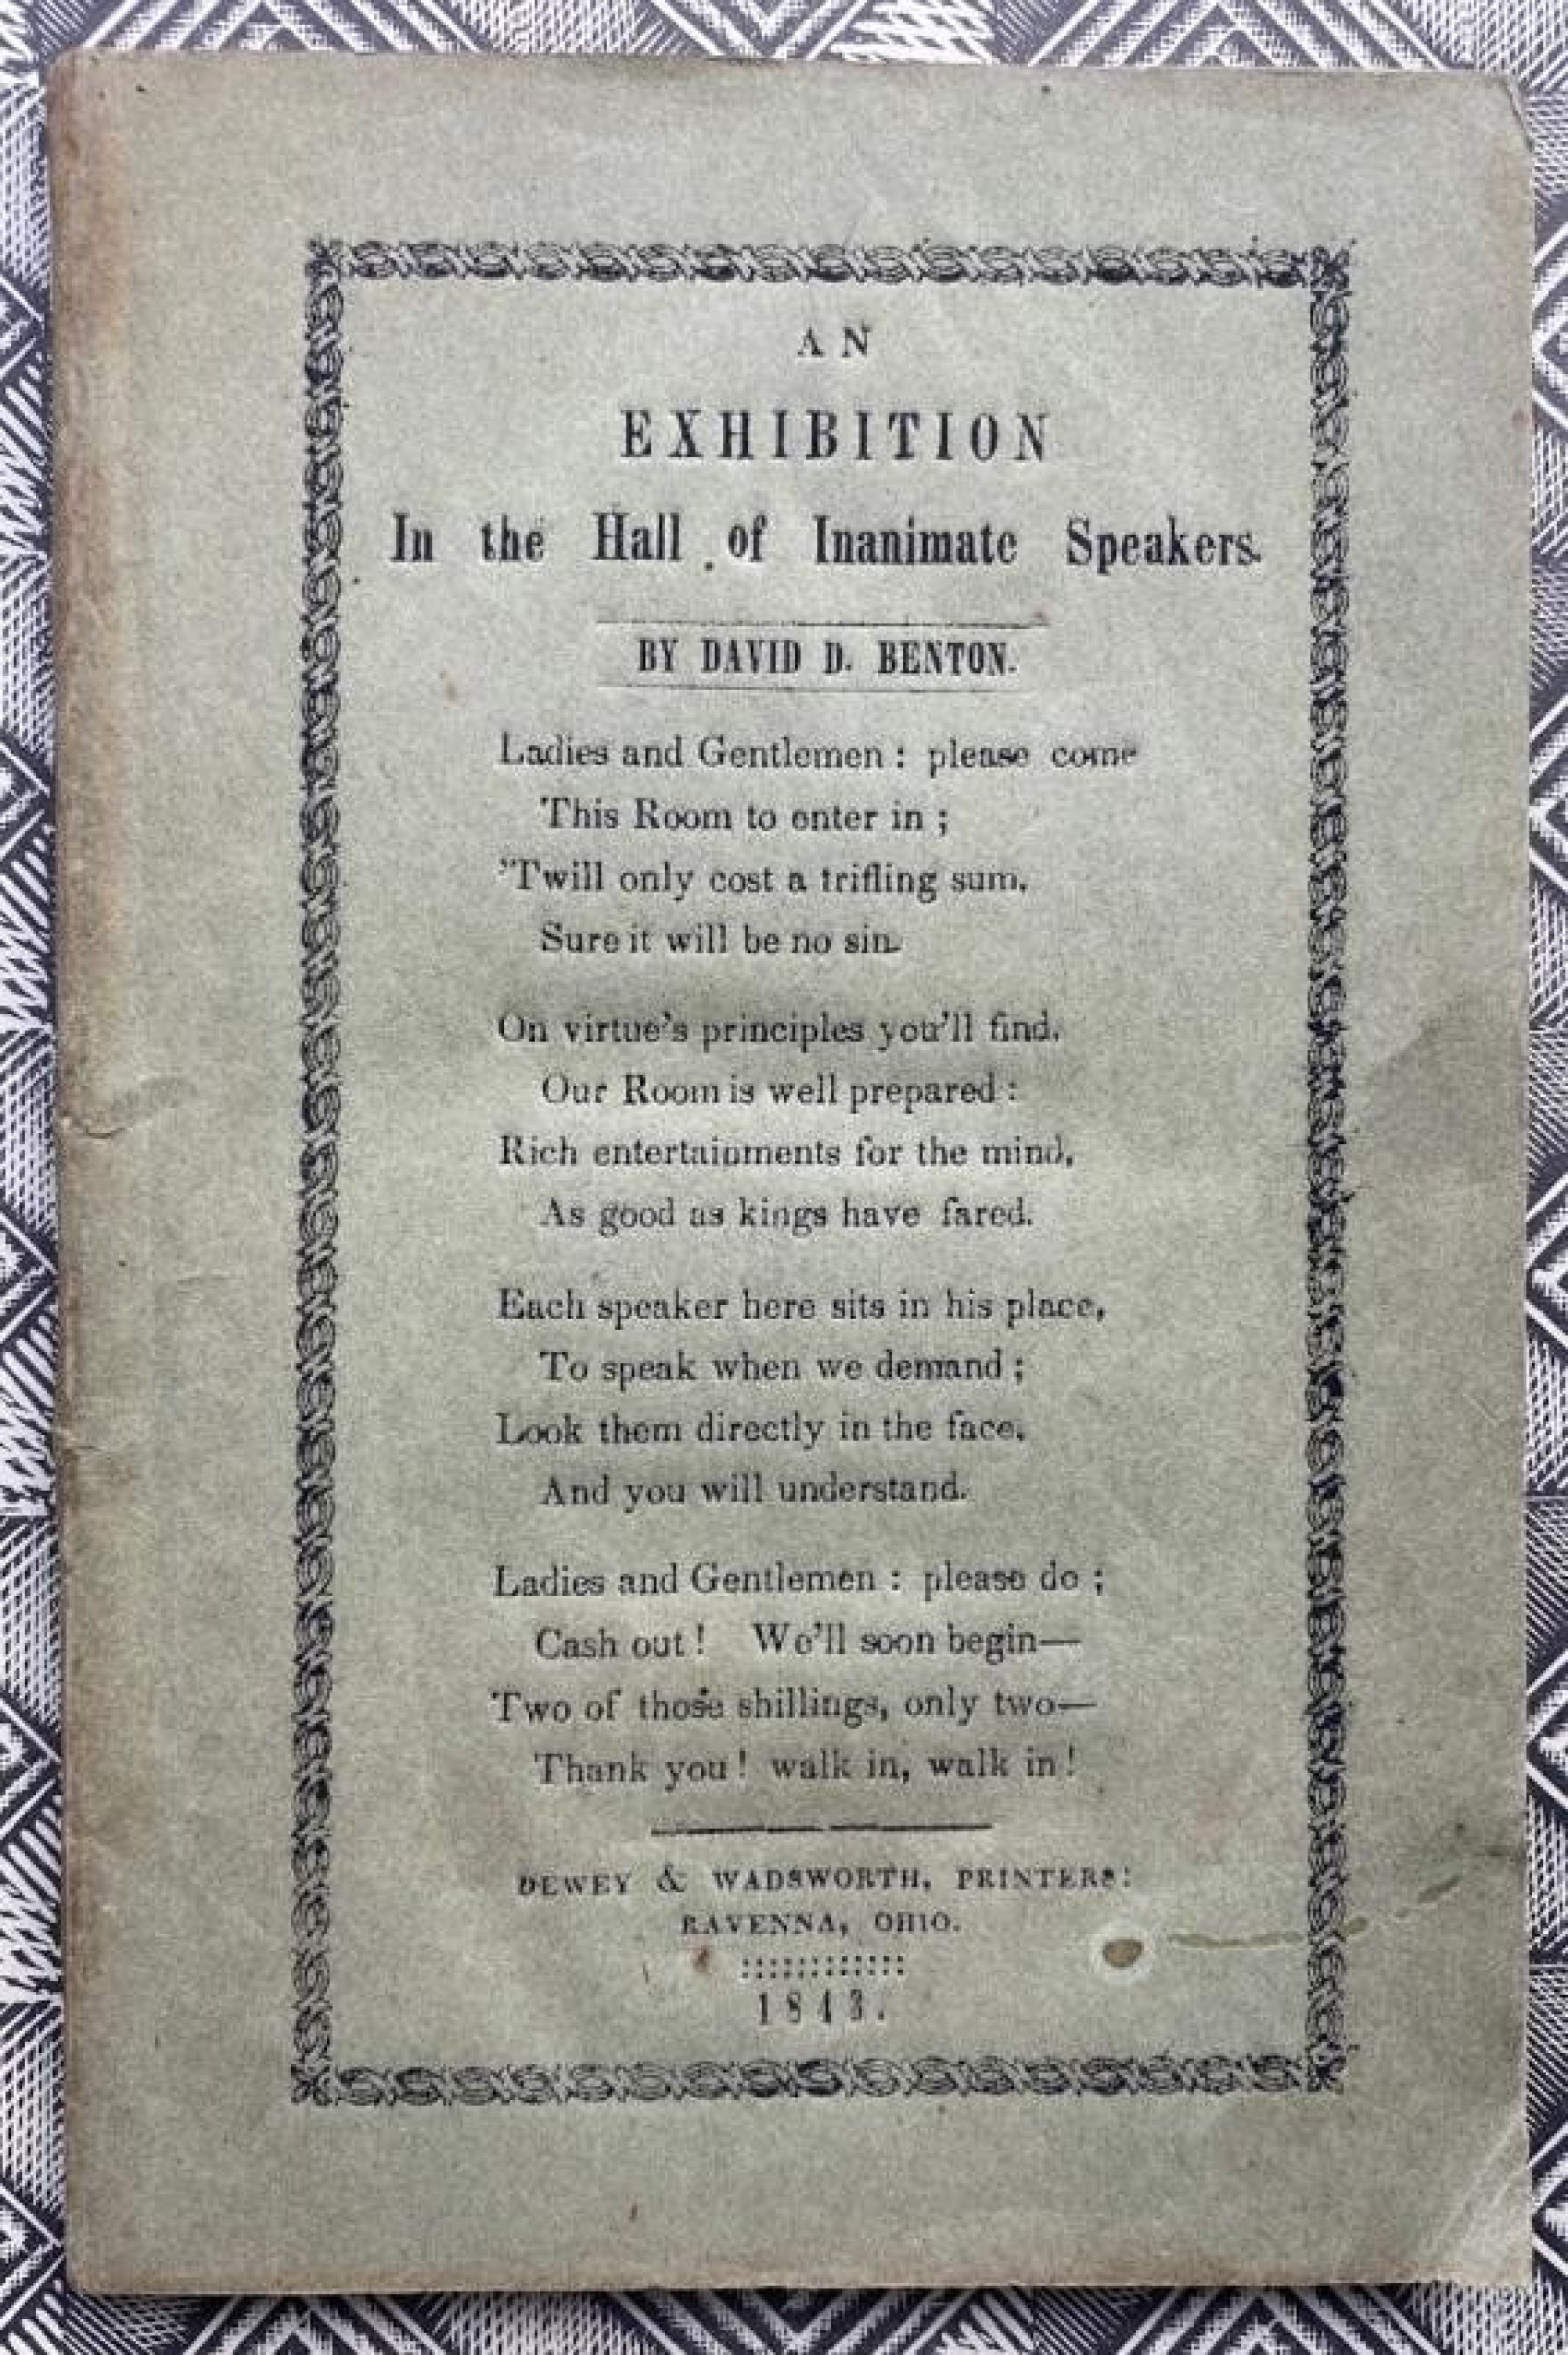 AN
EXHIBITION
In the Hall of Inanimate Speakers.
BY DAVID D. BENTON.
Ladies and Gentlemen : please come
This Room to enter in ;
'Twill only cost a trifling sum,
Sure it will be no sin.
On virtue's principles you'll find,
Our Room is well prepared :
Rich entertainments for the mind,
As good as kings have fared.
Each speaker here sits in his place,
To speak when we demand ;
Look them directly in the face,
And you will understand.
Ladies and Gentlemen : please do ;
Cash out ! We'll soon begin—
Two of those shillings, only two—
Thank you ! walk in, walk in !
DEWEY & WADSWORTH, PRINTERS:
RAVENNA, OHIO.
1843.